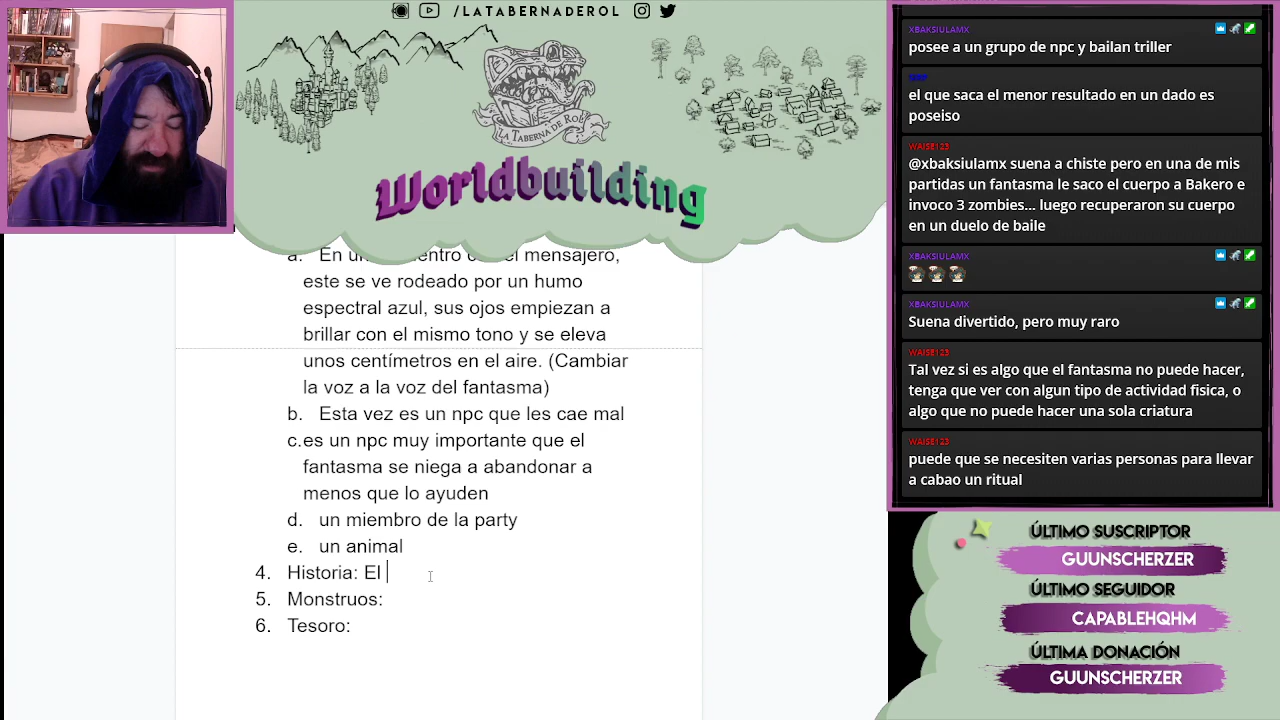 /LATABERNADEROL
LA TABERNA DE ROL
Worldbuilding
mensajero,
este se ve rodeado por un humo
espectral azul, sus ojos empiezan a
brillar con el mismo tono y se eleva
unos centímetros en el aire. (Cambiar
la voz a la voz del fantasma)
b. Esta vez es un npc que les cae mal
c. es un npc muy importante que el
fantasma se niega a abandonar a
menos que lo ayuden
d. un miembro de la party
e. un animal
4. Historia: El
5. Monstruos:
6. Tesoro:
XBAKSIULAMX
posee a un grupo de npc y bailan triller
el que saca el menor resultado en un dado es
poseiso
WAISE123
@xbaksiulamx suena a chiste pero en una de mis
partidas un fantasma le saco el cuerpo a Bakero e
invoco 3 zombies... luego recuperaron su cuerpo
en un duelo de baile
XBAKSIULAMX
XBAKSIULAMX
Suena divertido, pero muy raro
WAISE123
Tal vez si es algo que el fantasma no puede hacer,
tenga que ver con algun tipo de actividad fisica, o
algo que no puede hacer una sola criatura
WAISE123
puede que se necesiten varias personas para llevar
a cabao un ritual
ÚLTIMO SUSCRIPTOR
GUUNSCHERZER
ÚLTIMO SEGUIDOR
CAPABLEHQHM
ÚLTIMA DONACIÓN
GUUNSCHERZER